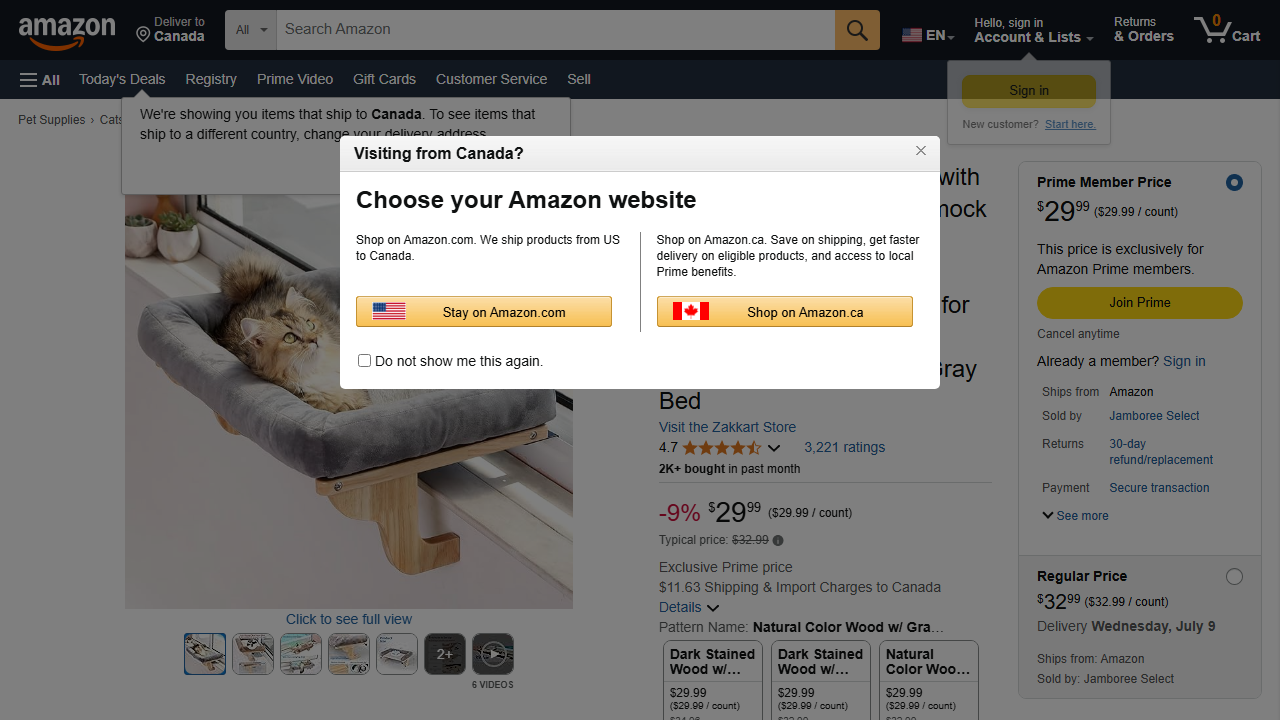 amazon
Deliver to
Canada
All
Search Amazon
EN
Hello, sign in
Account & Lists
Returns
& Orders
0
Cart
All
Today's Deals
Registry
Prime Video
Gift Cards
Customer Service
Sell
Sign in
New customer? Start here.
We're showing you items that ship to Canada. To see items that
ship to a different country, change your delivery address.
Pet Supplies › Cats
Visiting from Canada?
Choose your Amazon website
Shop on Amazon.com. We ship products from US
to Canada.
Stay on Amazon.com
Shop on Amazon.ca. Save on shipping, get faster
delivery on eligible products, and access to local
Prime benefits.
Shop on Amazon.ca
Do not show me this again.
with
for
Bed
Visit the Zakkart Store
4.7
3,221 ratings
2K+ bought in past month
-9% $29 99 ($29.99 / count)
Typical price: $32.99
Exclusive Prime price
$11.63 Shipping & Import Charges to Canada
Details
Pattern Name: Natural Color Wood w/ Gra…
Dark Stained
Wood w/…
$29.99
($29.99 / count)
Dark Stained
Wood w/…
$29.99
($29.99 / count)
Natural
Color Woo…
$29.99
($29.99 / count)
Click to see full view
2+
6 VIDEOS
Prime Member Price
$29 99 ($29.99 / count)
This price is exclusively for
Amazon Prime members.
Join Prime
Cancel anytime
Already a member? Sign in
Ships from Amazon
Sold by Jamboree Select
Returns 30-day
refund/replacement
Payment Secure transaction
See more
Regular Price
$32 99 ($32.99 / count)
Delivery Wednesday, July 9
Ships from: Amazon
Sold by: Jamboree Select